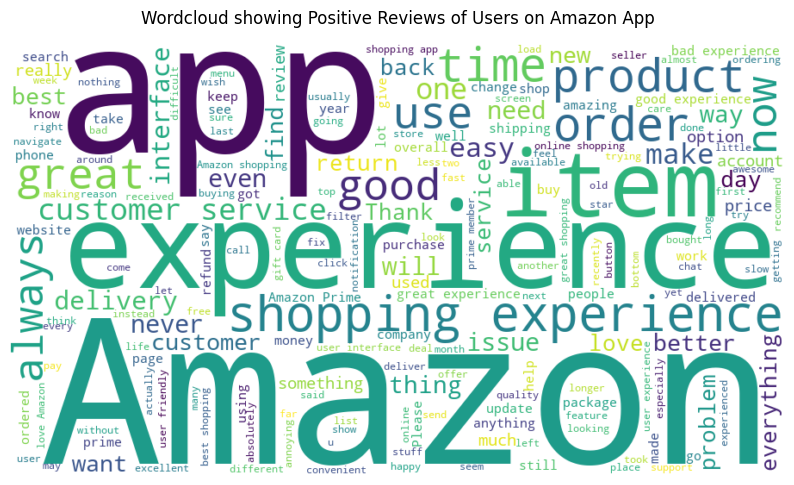 Wordcloud showing Positive Reviews of Users on Amazon App
app
Amazon
experience
item
shopping experience
product
order
time
use
good
great
now
always
customer service
easy
one
back
new
need
way
make
option
day
account
price
shipping
return
even
best
really
search
know
phone
interface
find
review
shopping app
load
seller
bad experience
almost
ordering
change
shop
screen
give
lot
year
usually
going
wish
keep
see
sure
last
menu
difficult
nothing
week
take
right
bad
navigate
around
making
reason
received
Amazon shopping
buying
got
top
store
well
overall
amazing
good experience
care
done
online shopping
trying
feel
available
less
two
fast
able
buy
old
star
little
awesome
first
try
recommend
long
bought
Thank
service
will
used
purchase
prime member
great shopping
recently
button
work
chat
slow
getting
bottom
another
look
click
fix
filter
gift card
notification
call
say
refund
website
come
let
delivery
think
instead
free
every
Amazon Prime
great experience
next
people
delivered
yet
never
customer
money
company
issue
love
better
everything
especially
user interface
deal
month
life
page
something
said
thing
deliver
offer
help
problem
made
user experience
package
longer
feature
looking
quality
anything
update
please
online
send
much
left
still
place
took
support
go
experienced
happy
seem
stuff
convenient
show
list
u
far
annoying
different
using
absolutely
best shopping
many
user friendly
actually
excellent
without
prime
want
love Amazon
ordered
pay
user
may